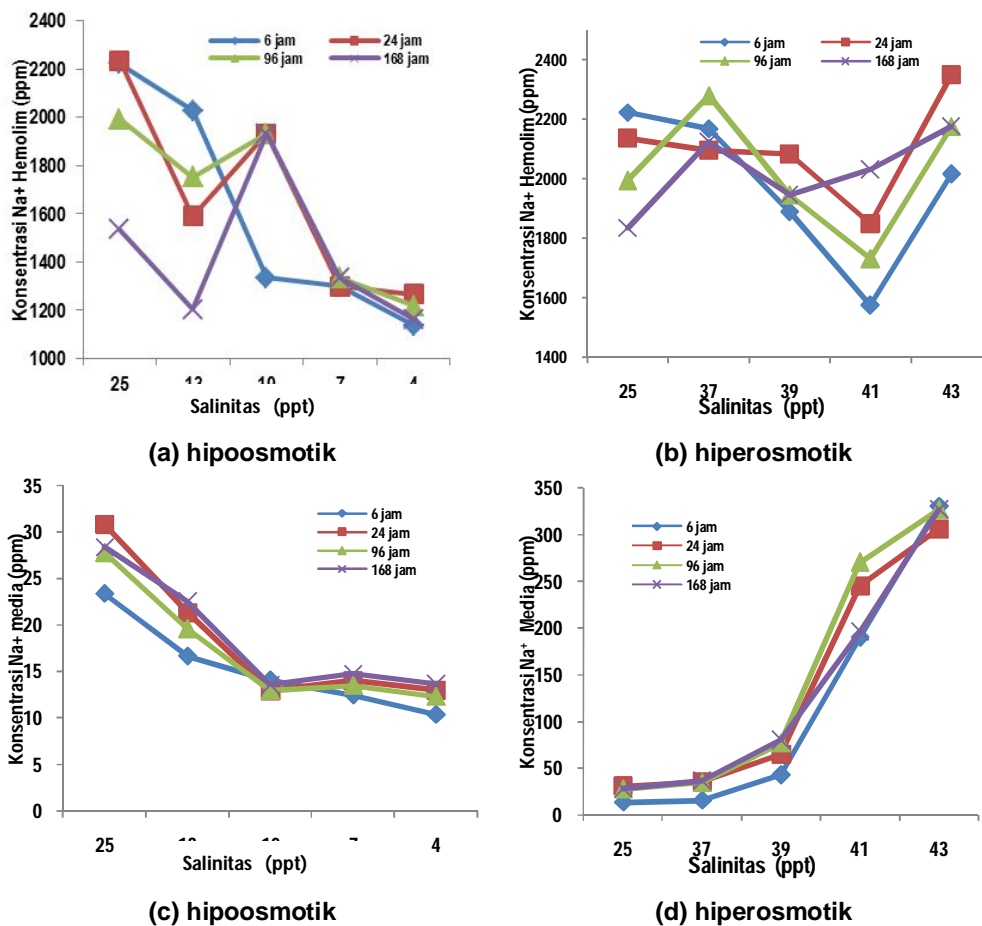 Konsentrasi Na+ Hemolim (ppm)
2400
2200
2000
1800
1600
1400
1200
1000
6 jam
24 jam
96 jam
168 jam
25
13
10
7
4
Salinitas (ppt)
(a) hipoosmotik
Konsentrasi Na+ Hemolim (ppm)
2400
2200
2000
1800
1600
1400
6 jam
24 jam
96 jam
168 jam
25
37
39
41
43
Salinitas (ppt)
(b) hiperosmotik
Konsentrasi Na+ media (ppm)
35
30
25
20
15
10
5
0
6 jam
24 jam
96 jam
168 jam
25
4
Salinitas (ppt)
(c) hipoosmotik
Konsentrasi Na⁺ Media (ppm)
350
300
250
200
150
100
50
0
6 jam
24 jam
96 jam
168 jam
25
37
39
41
43
Salinitas (ppt)
(d) hiperosmotik